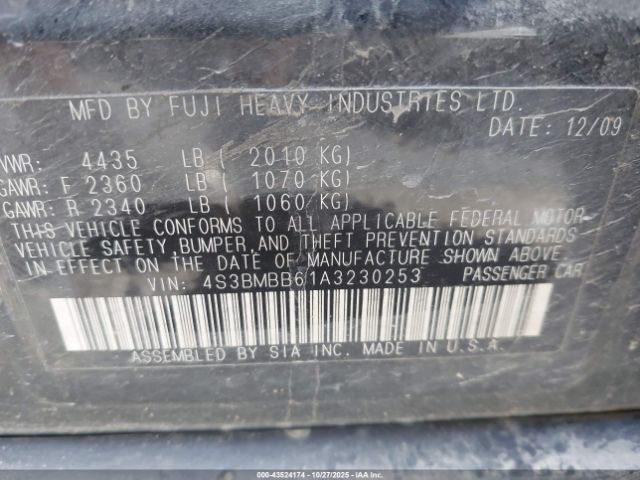 MFD BY FUJI HEAVY INDUSTRIES LTD.
DATE: 12/09
VWR: 4435 LB ( 2010 KG)
GAWR: F 2360 LB ( 1070 KG)
GAWR: R 2340 LB ( 1060 KG)
THIS VEHICLE CONFORMS TO ALL APPLICABLE FEDERAL MOTOR
VEHICLE SAFETY BUMPER, AND THEFT PREVENTION STANDARDS
IN EFFECT ON THE DATE OF MANUFACTURE SHOWN ABOVE
VIN: 4S3BMBB61A3230253 PASSENGER CAR
ASSEMBLED BY SIA INC. MADE IN U.S.A.
000-43524174 | 10/27/2025 | IAA